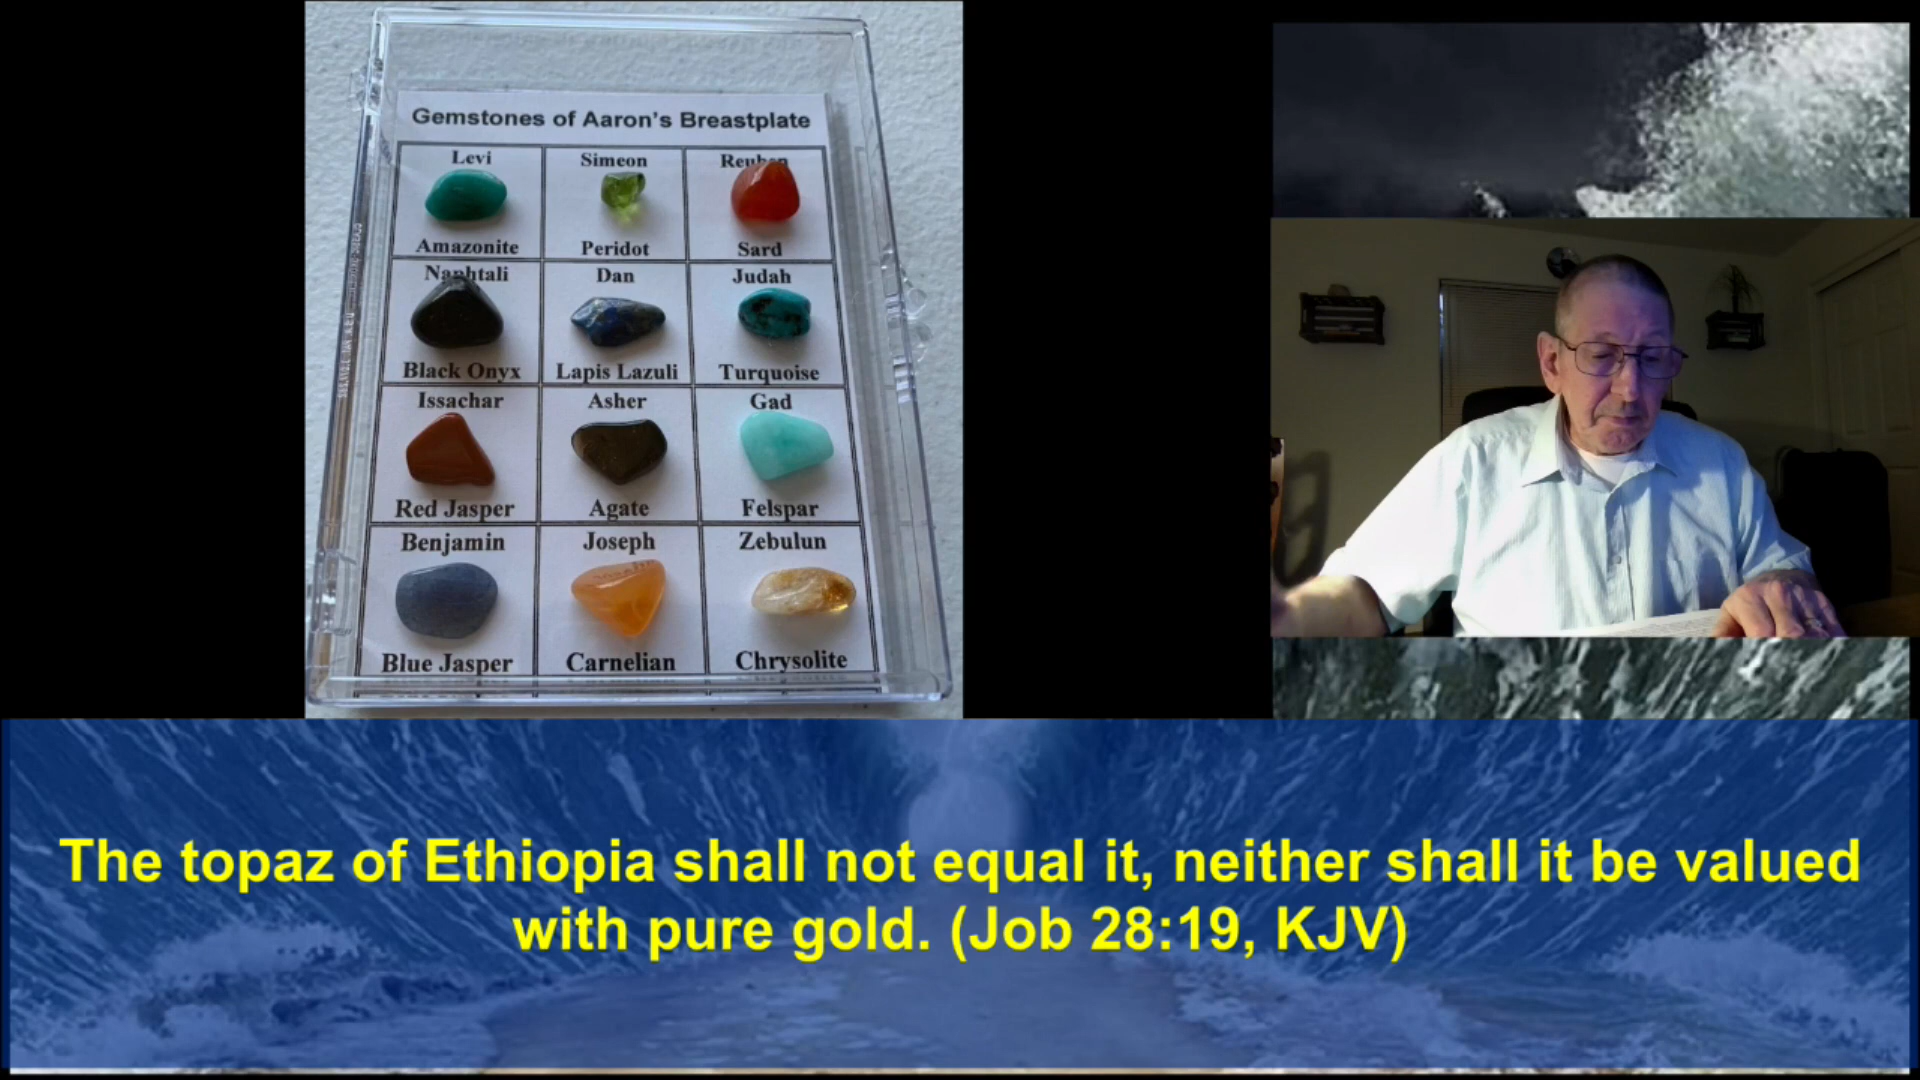 Gemstones of Aaron's Breastplate
Levi Simeon Reuben
Amazonite Peridot Sard
Naphtali Dan Judah
Black Onyx Lapis Lazuli Turquoise
Issachar Asher Gad
Red Jasper Agate Felspar
Benjamin Joseph Zebulun
Blue Jasper Carnelian Chrysolite
The topaz of Ethiopia shall not equal it, neither shall it be valued
with pure gold. (Job 28:19, KJV)